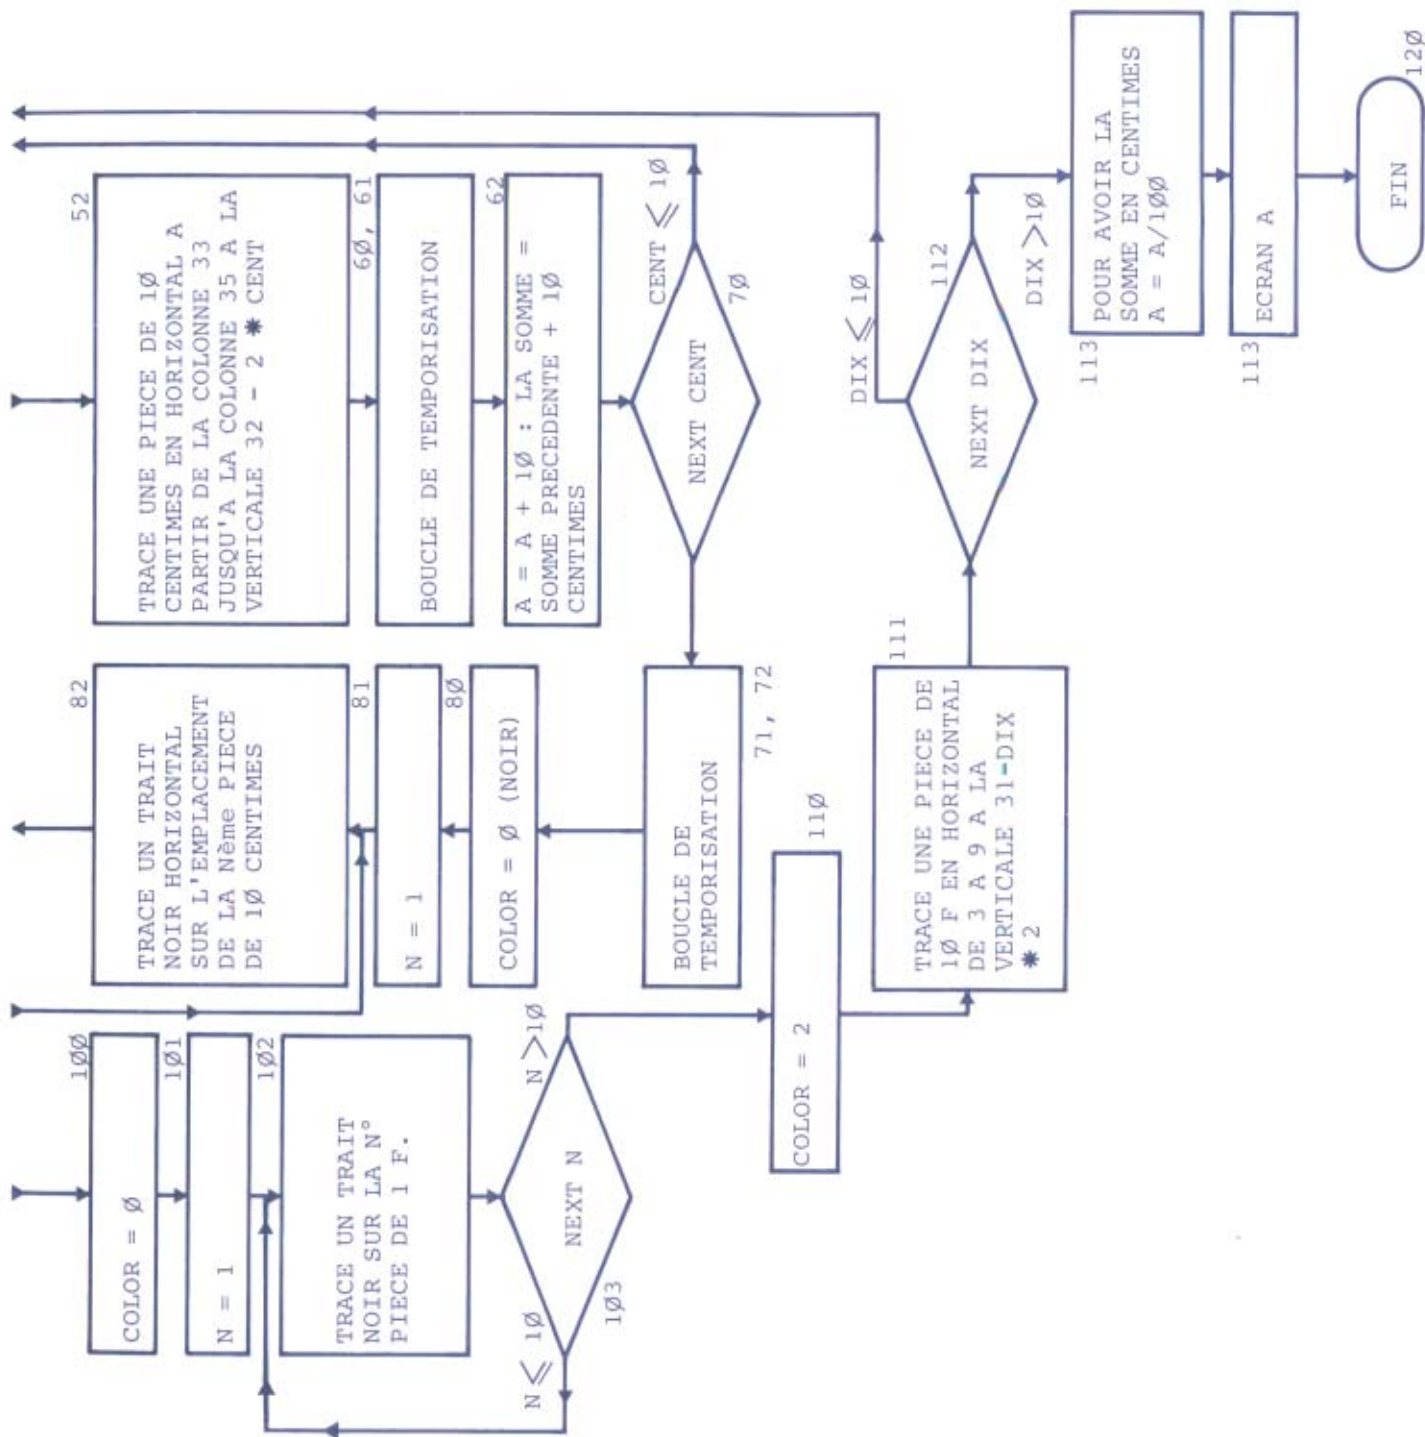 100
COLOR = Ø
1Ø1
N = 1
1Ø2
TRACE UN TRAIT
NOIR SUR LA N°
PIECE DE 1 F.
NEXT N
1Ø3
N ⩽ 1Ø
N >1Ø
COLOR = 2
11Ø
82
TRACE UN TRAIT
NOIR HORIZONTAL
SUR L'EMPLACEMENT
DE LA Nème PIECE
DE 1Ø CENTIMES
81
N = 1
8Ø
COLOR = Ø (NOIR)
BOUCLE DE
TEMPORISATION
71, 72
111
TRACE UNE PIECE DE
1Ø F EN HORIZONTAL
DE 3 A 9 A LA
VERTICALE 31-DIX
✱ 2
52
TRACE UNE PIECE DE 1Ø
CENTIMES EN HORIZONTAL A
PARTIR DE LA COLONNE 33
JUSQU'A LA COLONNE 35 A LA
VERTICALE 32 - 2 ✱ CENT
6Ø, 61
BOUCLE DE TEMPORISATION
62
A = A + 1Ø : LA SOMME =
SOMME PRECEDENTE + 1Ø
CENTIMES
CENT ⩽ 1Ø
NEXT CENT
7Ø
DIX ⩽ 1Ø
NEXT DIX
112
DIX >1Ø
113
POUR AVOIR LA
SOMME EN CENTIMES
A = A/1ØØ
113
ECRAN A
FIN
12Ø